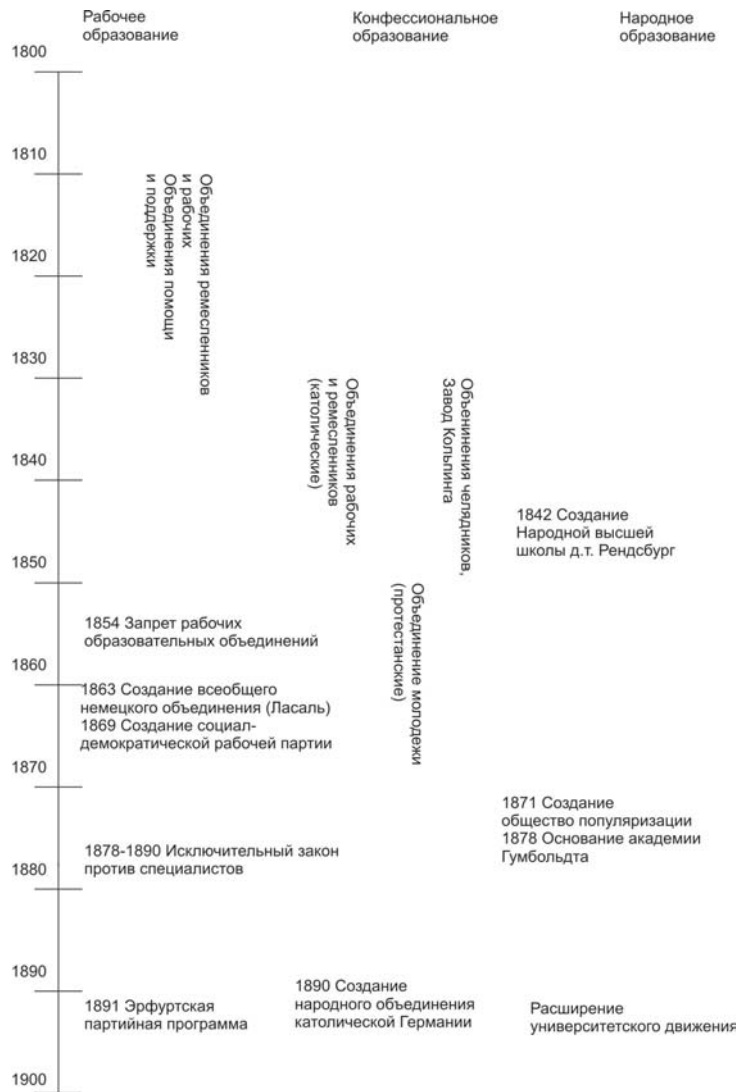 Рабочее
образование
Конфессиональное
образование
Народное
образование
1800
1810
Объединения ремесленников
и рабочих
Объединения помощи
и поддержки
1820
1830
Объединения рабочих
и ремесленников
(католические)
Объенинения челядников,
Завод Кольпинга
1840
1842 Создание
Народной высшей
школы д.т. Рендсбург
1850
Объединение молодежи
(протестанские)
1854 Запрет рабочих
образовательных объединений
1860
1863 Создание всеобщего
немецкого объединения (Ласаль)
1869 Создание социал-
демократической рабочей партии
1870
1871 Создание
общество популяризации
1878 Основание академии
Гумбольдта
1878-1890 Исключительный закон
против специалистов
1880
1890
1891 Эрфуртская
партийная программа
1890 Создание
народного объединения
католической Германии
Расширение
университетского движения
1900